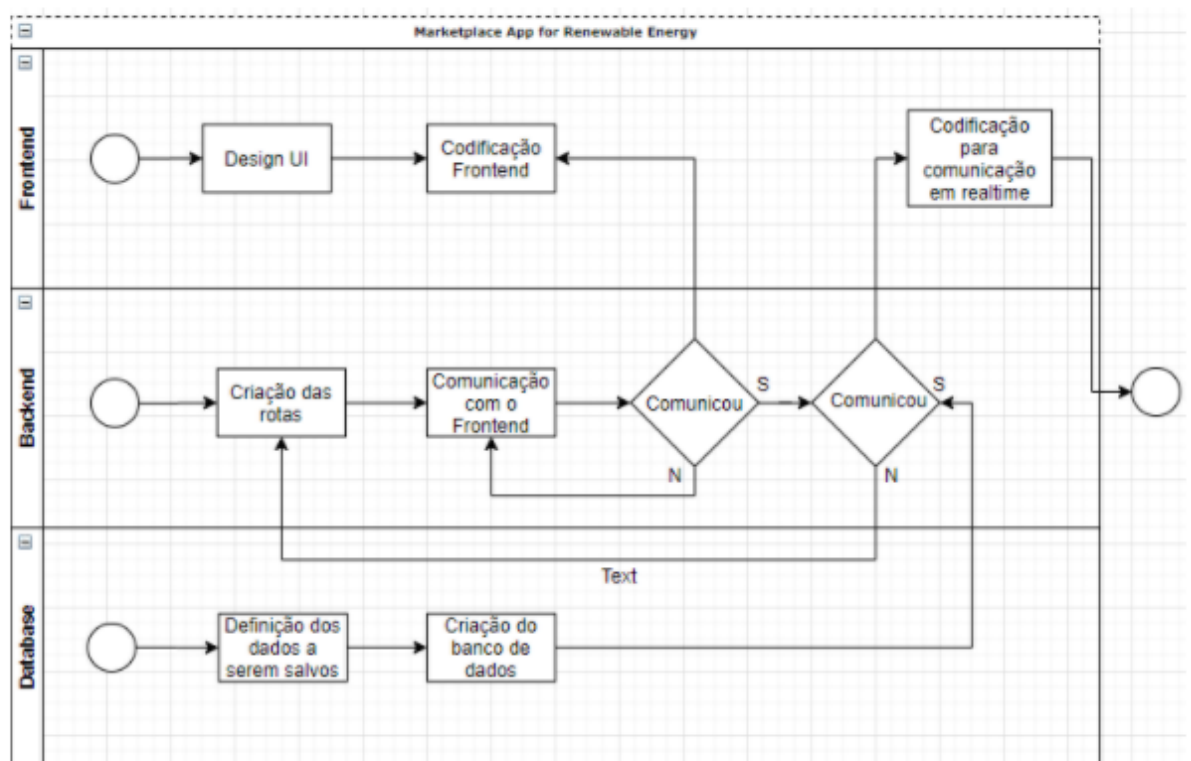 Marketplace App for Renewable Energy
Frontend
Design UI
Codificação
Frontend
Codificação
para
comunicação
em realtime
Backend
Criação das
rotas
Comunicação
com o
Frontend
Comunicou
S
N
Comunicou
S
N
Text
Database
Definição dos
dados a
serem salvos
Criação do
banco de
dados